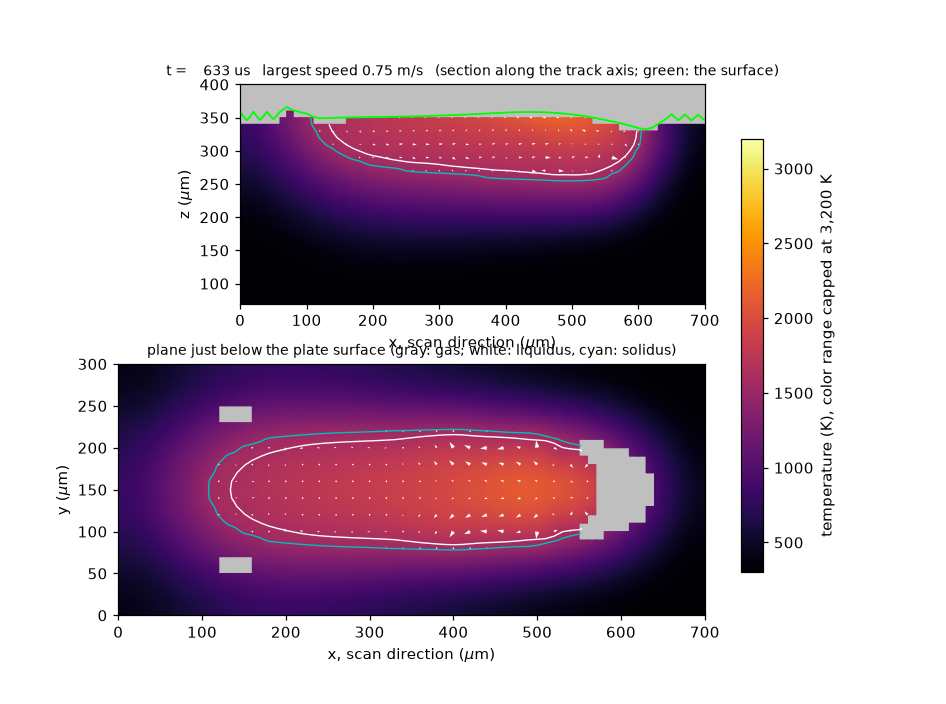 t =    633 us   largest speed 0.75 m/s   (section along the track axis; green: the surface)
400
350
300
250
200
150
100
z (μm)
0 100 200 300 400 500 600 700
x, scan direction (μm)
plane just below the plate surface (gray: gas; white: liquidus, cyan: solidus)
300
250
200
150
100
50
0
y (μm)
0 100 200 300 400 500 600 700
x, scan direction (μm)
3000
2500
2000
1500
1000
500
temperature (K), color range capped at 3,200 K